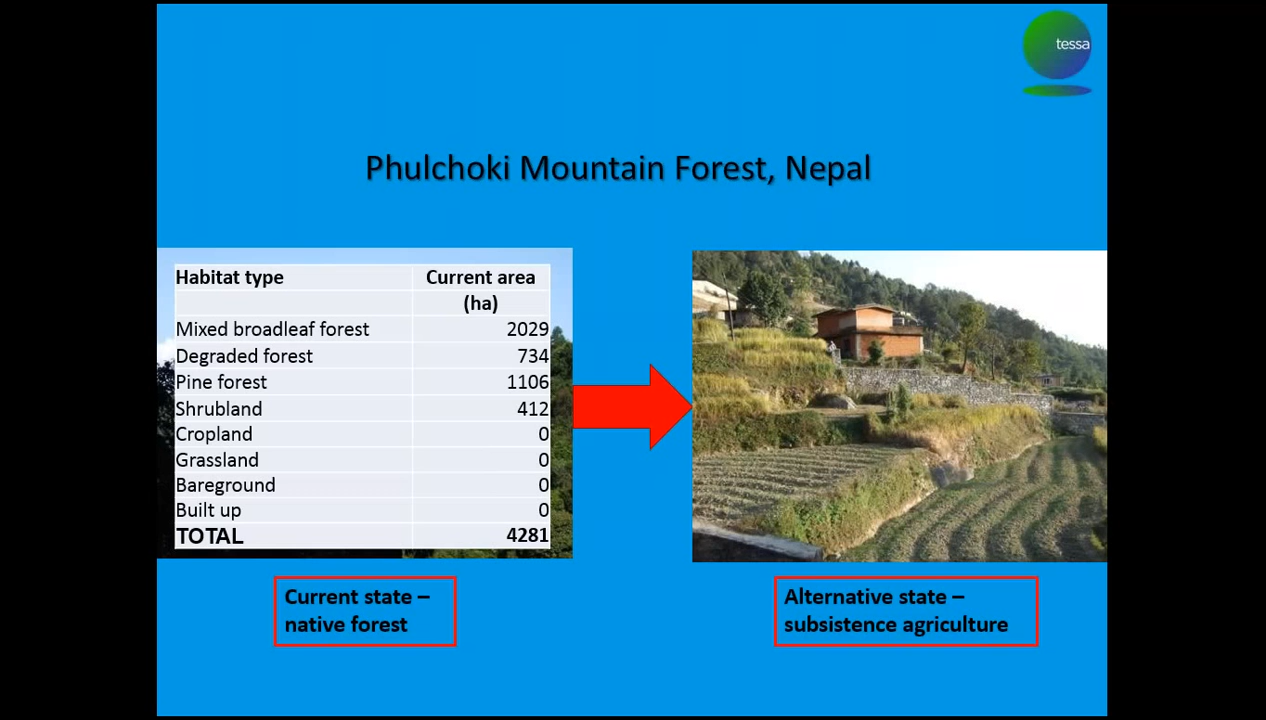 tessa
Phulchoki Mountain Forest, Nepal
Habitat type Current area
(ha)
Mixed broadleaf forest 2029
Degraded forest 734
Pine forest 1106
Shrubland 412
Cropland 0
Grassland 0
Bareground 0
Built up 0
TOTAL 4281
Current state –
native forest
Alternative state –
subsistence agriculture